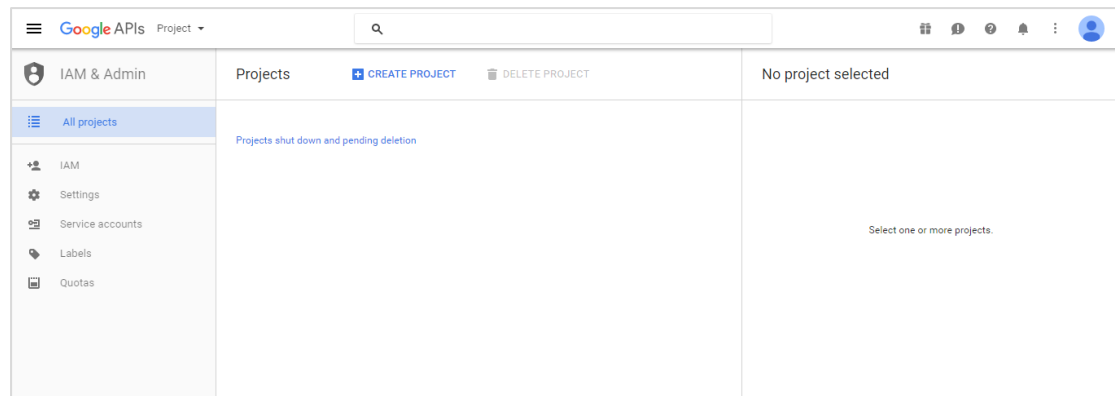 Google APIs Project
IAM & Admin
Projects
CREATE PROJECT
DELETE PROJECT
No project selected
All projects
Projects shut down and pending deletion
IAM
Settings
Service accounts
Labels
Quotas
Select one or more projects.